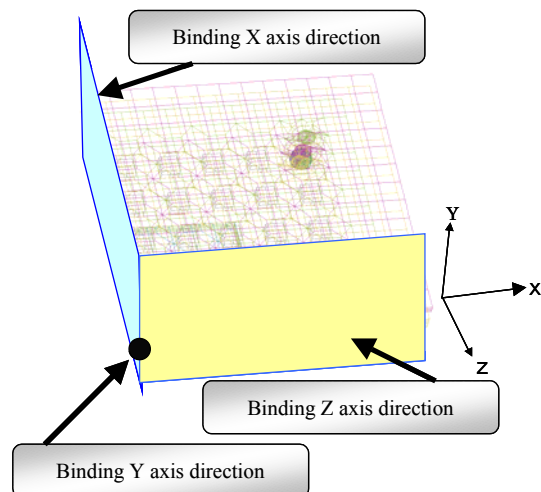 Binding X axis direction
Y
X
Z
Binding Z axis direction
Binding Y axis direction